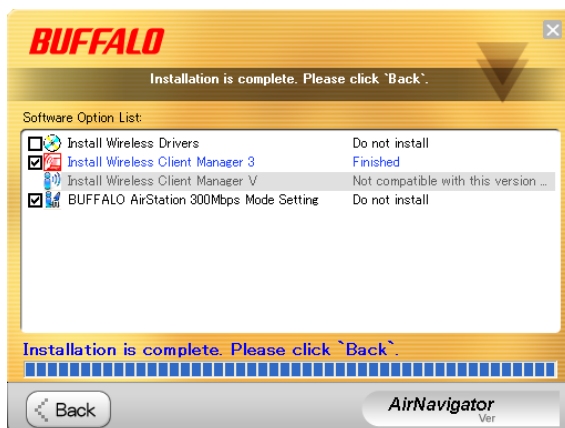 BUFFALO
Installation is complete. Please click `Back`.
Software Option List:
Install Wireless Drivers Do not install
Install Wireless Client Manager 3 Finished
Install Wireless Client Manager V Not compatible with this version ...
BUFFALO AirStation 300Mbps Mode Setting Do not install
Installation is complete. Please click `Back`.
Back
AirNavigator
Ver